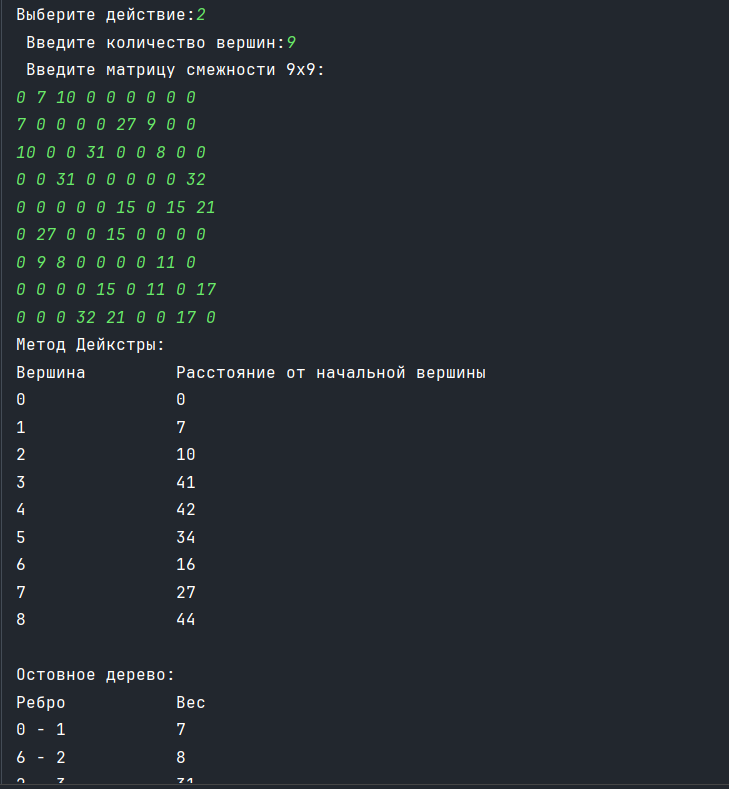 Выберите действие:2
Введите количество вершин:9
Введите матрицу смежности 9x9:
0 7 10 0 0 0 0 0 0
7 0 0 0 0 27 9 0 0
10 0 0 31 0 0 8 0 0
0 0 31 0 0 0 0 0 32
0 0 0 0 0 15 0 15 21
0 27 0 0 15 0 0 0 0
0 9 8 0 0 0 0 11 0
0 0 0 0 15 0 11 0 17
0 0 0 32 21 0 0 17 0
Метод Дейкстры:
Вершина Расстояние от начальной вершины
0 0
1 7
2 10
3 41
4 42
5 34
6 16
7 27
8 44
Остовное дерево:
Ребро Вес
0 - 1 7
6 - 2 8
2 - 3 31